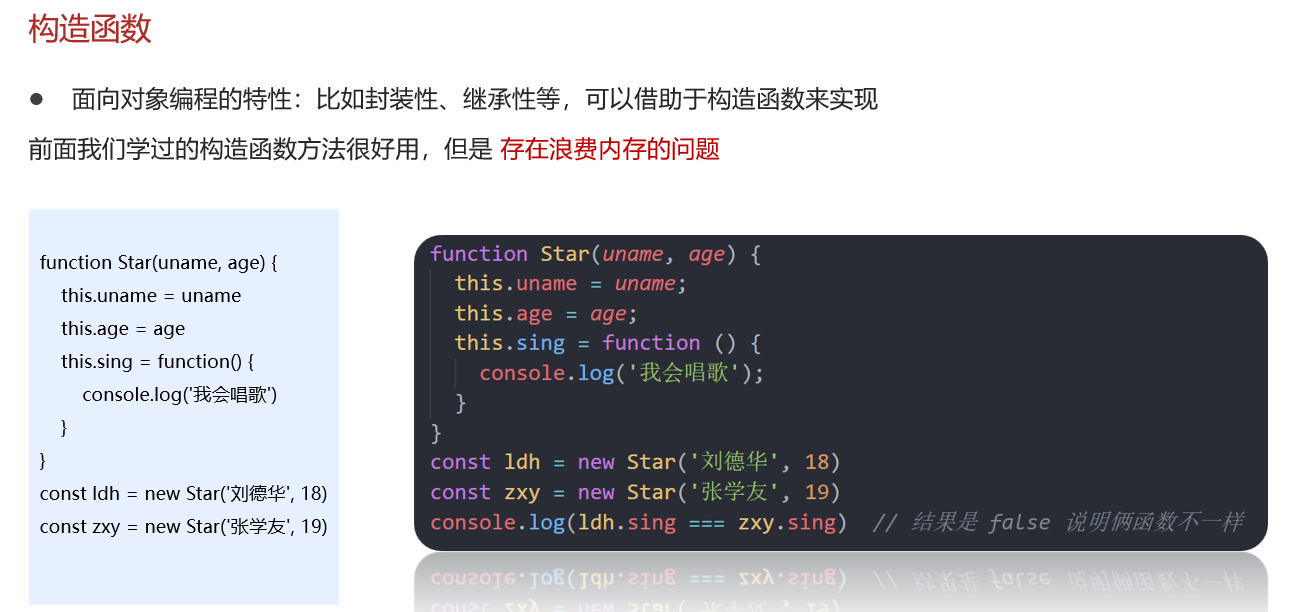 构造函数
● 面向对象编程的特性：比如封装性、继承性等，可以借助于构造函数来实现
前面我们学过的构造函数方法很好用，但是 存在浪费内存的问题
function Star(uname, age) {
this.uname = uname
this.age = age
this.sing = function() {
console.log('我会唱歌')
}
}
const ldh = new Star('刘德华', 18)
const zxy = new Star('张学友', 19)
function Star(uname, age) {
this.uname = uname;
this.age = age;
this.sing = function () {
console.log('我会唱歌');
}
}
const ldh = new Star('刘德华', 18)
const zxy = new Star('张学友', 19)
console.log(ldh.sing === zxy.sing) // 结果是 false 说明俩函数不一样